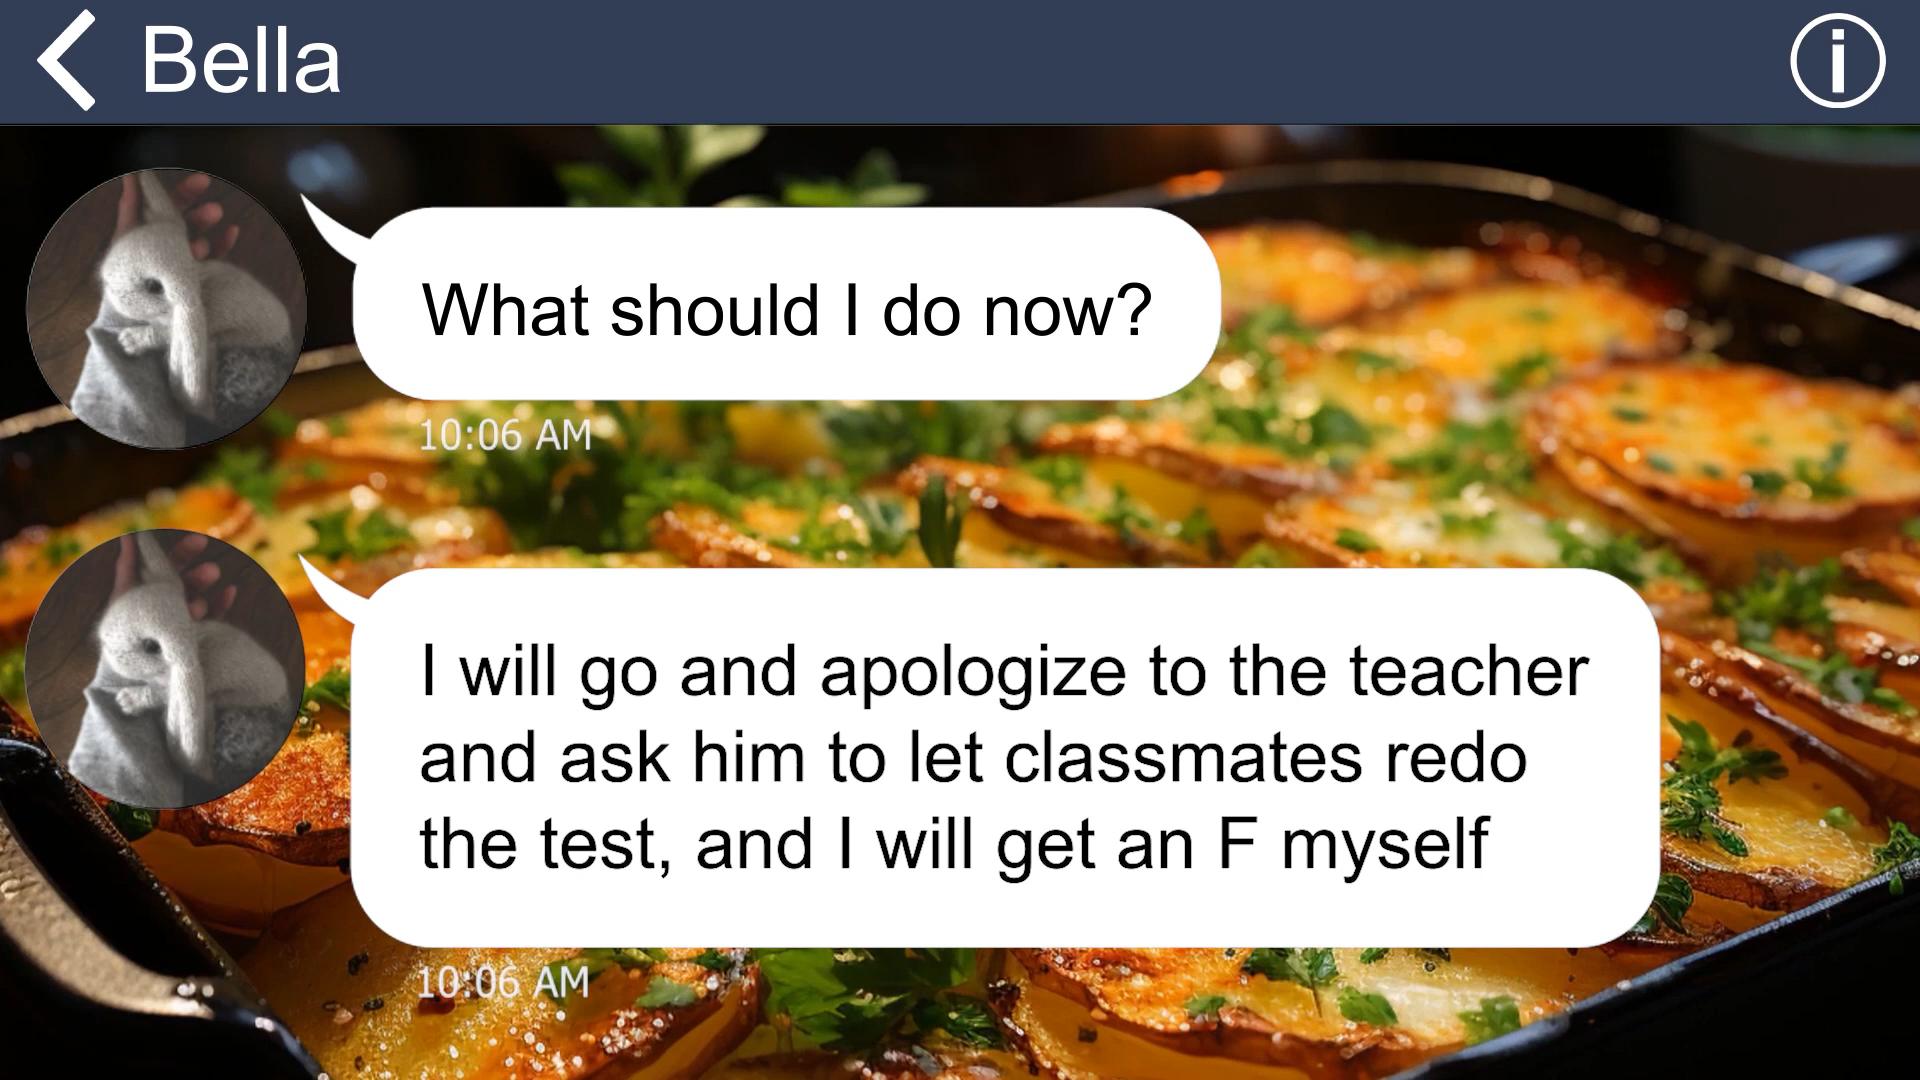 Bella
What should I do now?
10:06 AM
I will go and apologize to the teacher
and ask him to let classmates redo
the test, and I will get an F myself
10:06 AM